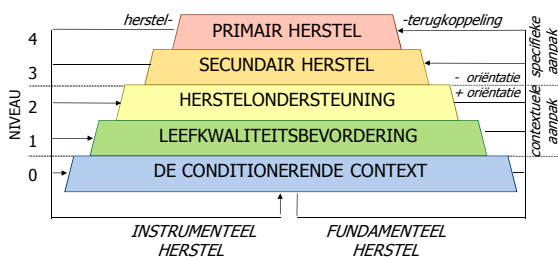 herstel-
-terugkoppeling
4
PRIMAIR HERSTEL
3
SECUNDAIR HERSTEL
specifieke
aanpak
- oriëntatie
+ oriëntatie
NIVEAU
2
HERSTELONDERSTEUNING
1
LEEFKWALITEITSBEVORDERING
contextuele
aanpak
0
DE CONDITIONERENDE CONTEXT
INSTRUMENTEEL
HERSTEL
FUNDAMENTEEL
HERSTEL